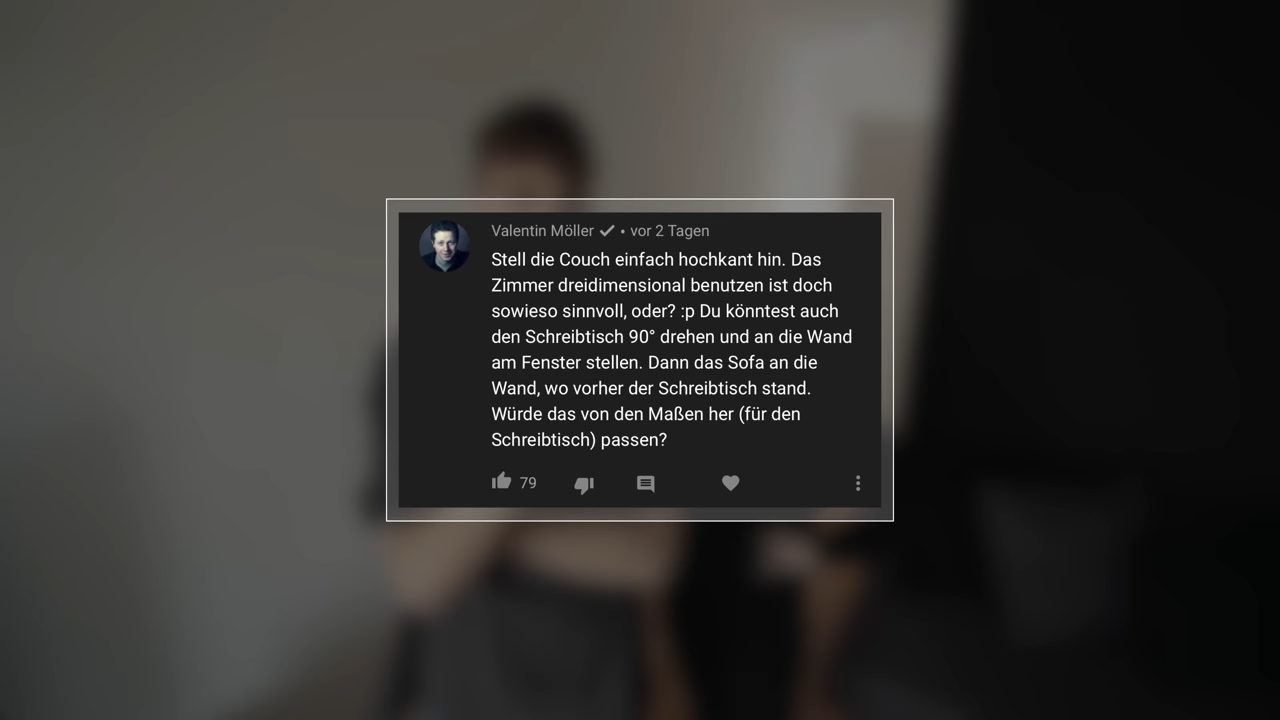 Valentin Möller ✓ • vor 2 Tagen
Stell die Couch einfach hochkant hin. Das
Zimmer dreidimensional benutzen ist doch
sowieso sinnvoll, oder? :p Du könntest auch
den Schreibtisch 90° drehen und an die Wand
am Fenster stellen. Dann das Sofa an die
Wand, wo vorher der Schreibtisch stand.
Würde das von den Maßen her (für den
Schreibtisch) passen?
79